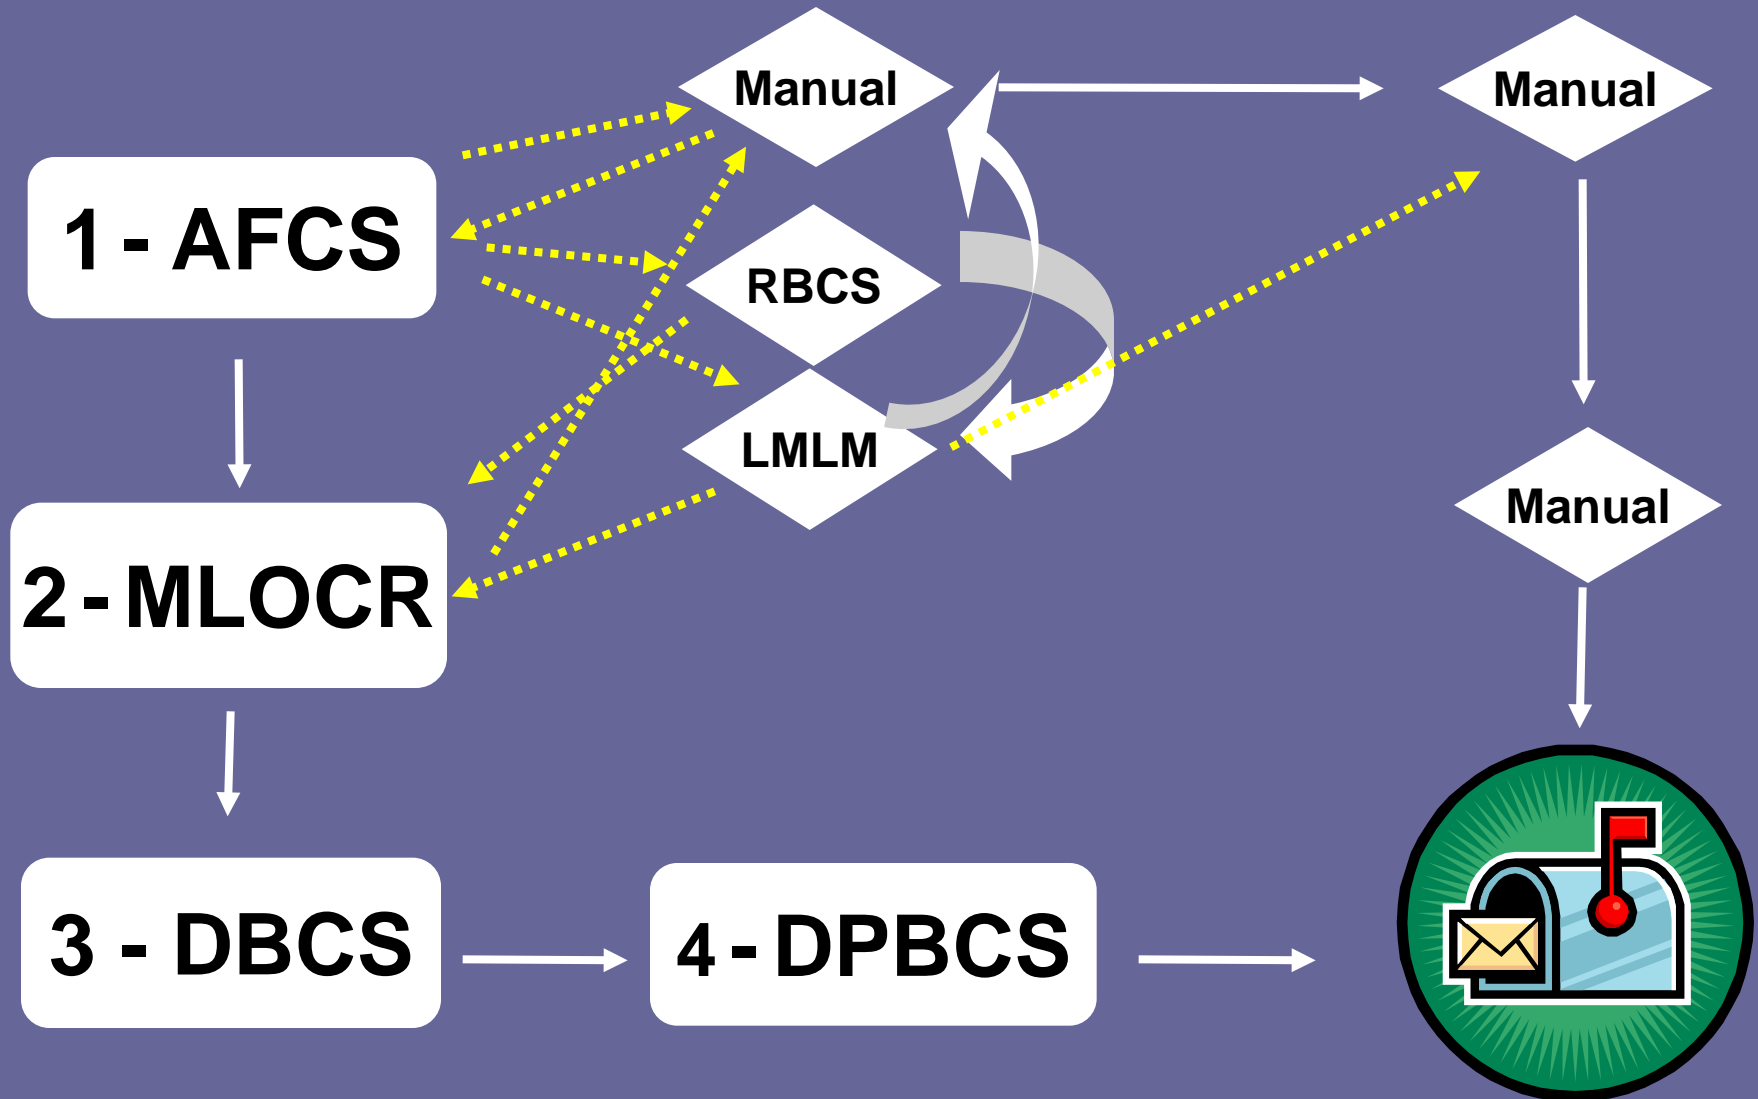 Manual
Manual
1 - AFCS
RBCS
LMLM
Manual
2 - MLOCR
3 - DBCS
4 - DPBCS